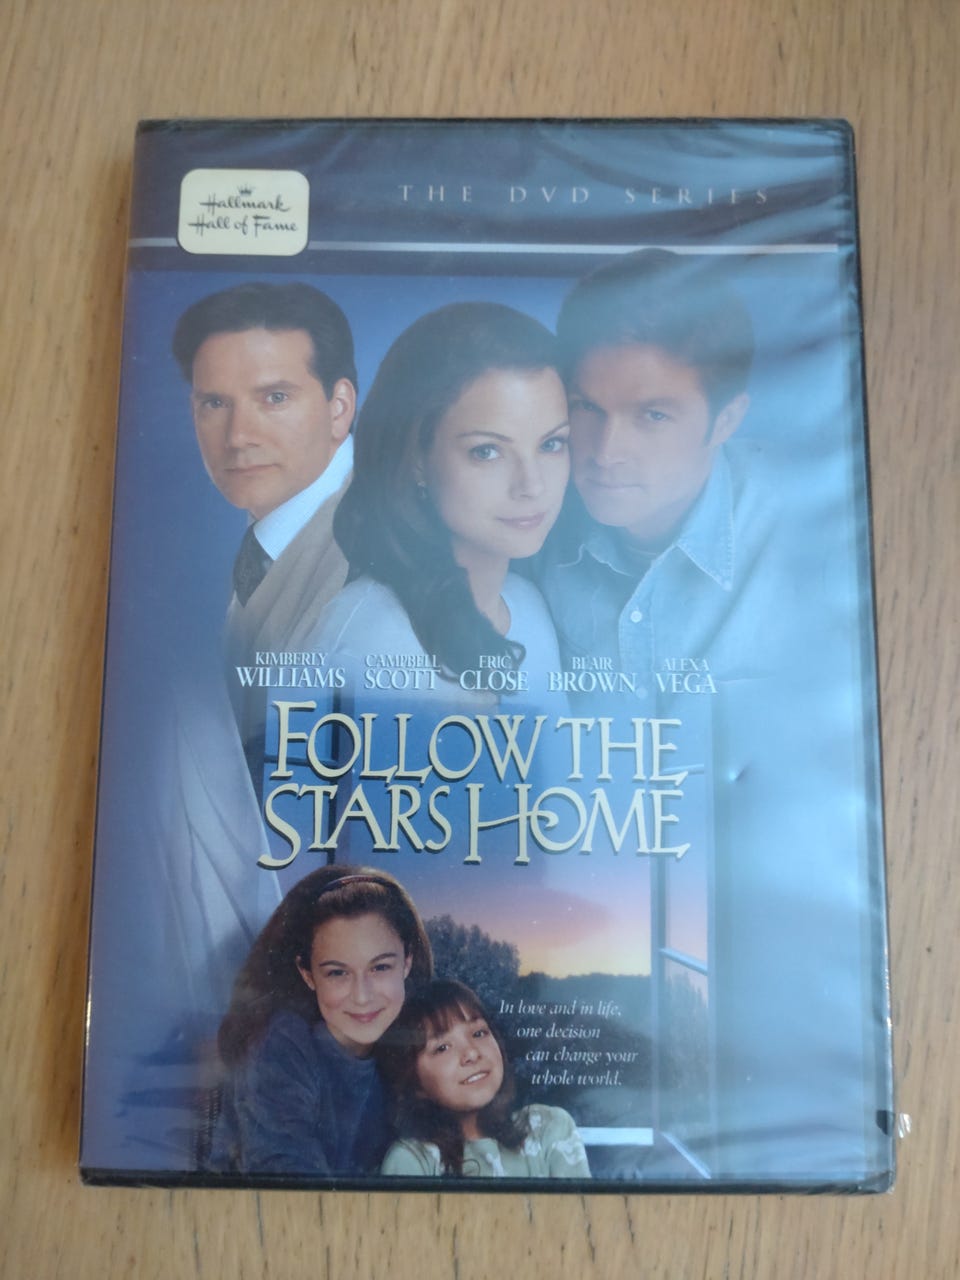 Hallmark
Hall of Fame
THE DVD SERIES
KIMBERLY WILLIAMS CAMPBELL SCOTT ERIC CLOSE BLAIR BROWN ALEXA VEGA
FOLLOW THE
STARS HOME
In love and in life,
one decision
can change your
whole world.